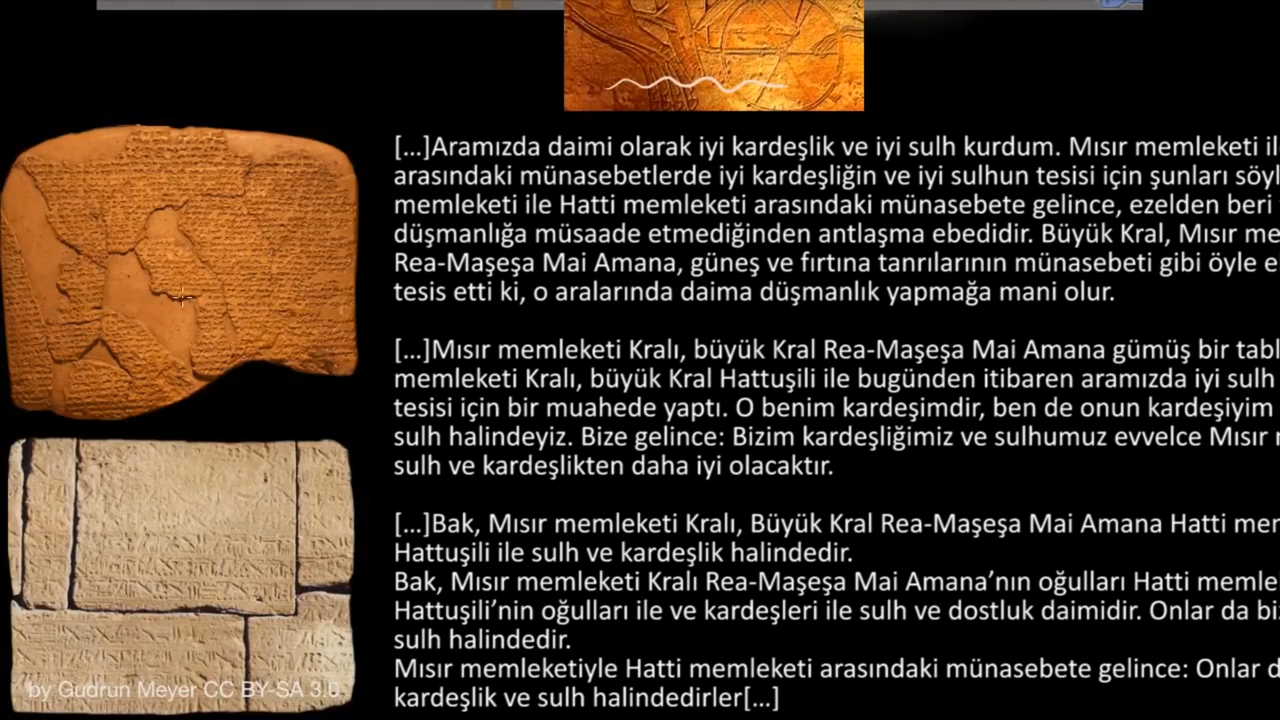 [...]Aramızda daimi olarak iyi kardeşlik ve iyi sulh kurdum. Mısır memleketi
arasındaki münasebetlerde iyi kardeşliğin ve iyi sulhun tesisi için şunları
memleketi ile Hatti memleketi arasındaki münasebete gelince, ezelden beri
düşmanlığa müsaade etmediğinden antlaşma ebedidir. Büyük Kral, Mısır
Rea-Maşeşa Mai Amana, güneş ve fırtına tanrılarının münasebeti gibi öyle
tesis etti ki, o aralarında daima düşmanlık yapmağa mani olur.
[...]Mısır memleketi Kralı, büyük Kral Rea-Maşeşa Mai Amana gümüş bir
memleketi Kralı, büyük Kral Hattuşili ile bugünden itibaren aramızda iyi sulh
tesisi için bir muahede yaptı. O benim kardeşimdir, ben de onun kardeşiyim
sulh halindeyiz. Bize gelince: Bizim kardeşliğimiz ve sulhumuz evvelce Mısır
sulh ve kardeşlikten daha iyi olacaktır.
[...]Bak, Mısır memleketi Kralı, Büyük Kral Rea-Maşeşa Mai Amana Hatti
Hattuşili ile sulh ve kardeşlik halindedir.
Bak, Mısır memleketi Kralı Rea-Maşeşa Mai Amana’nın oğulları Hatti
Hattuşili’nin oğulları ile ve kardeşleri ile sulh ve dostluk daimidir. Onlar da
sulh halindedir.
Mısır memleketiyle Hatti memleketi arasındaki münasebete gelince: Onlar
kardeşlik ve sulh halindedirler[...]
by Gudrun Meyer CC BY-SA 3.0